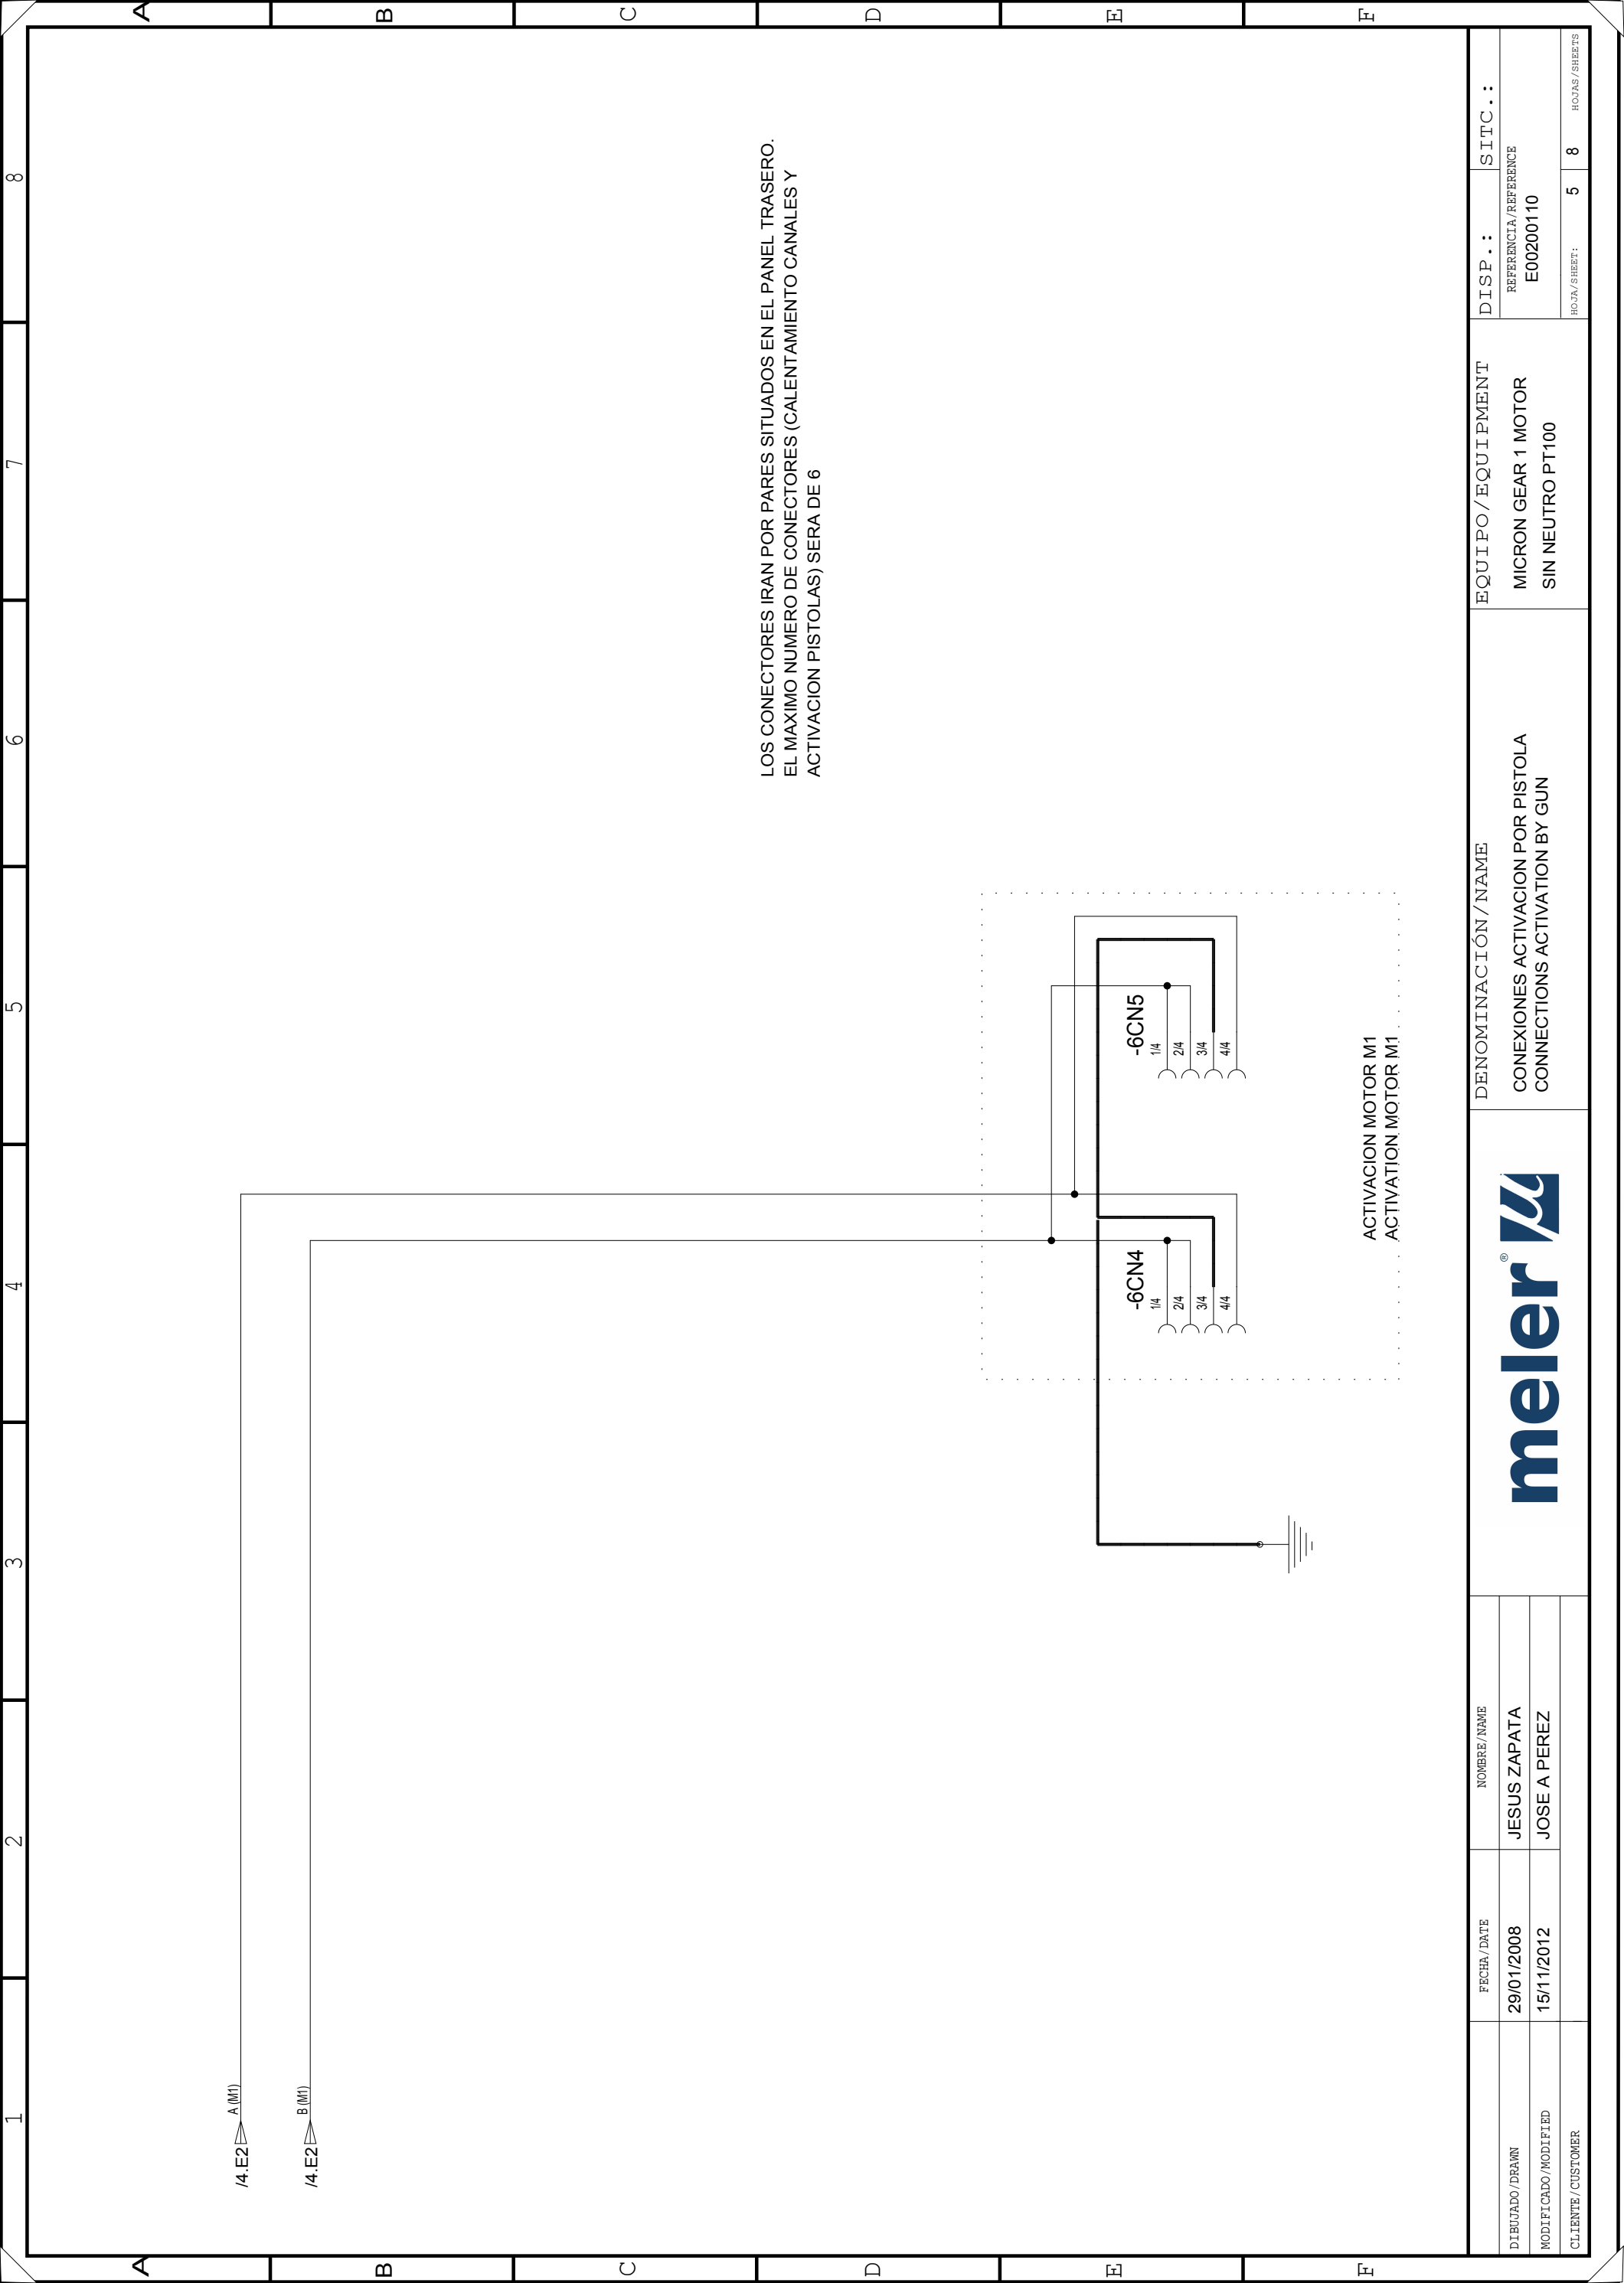 1 2 3 4 5 6 7 8
A A
B B
C C
D D
E E
F F
/4.E2 A (M1)
/4.E2 B (M1)
LOS CONECTORES IRAN POR PARES SITUADOS EN EL PANEL TRASERO.
EL MAXIMO NUMERO DE CONECTORES (CALENTAMIENTO CANALES Y
ACTIVACION PISTOLAS) SERA DE 6
-6CN4
1/4
2/4
3/4
4/4
-6CN5
1/4
2/4
3/4
4/4
ACTIVACION MOTOR M1
ACTIVATION MOTOR M1
FECHA/DATE NOMBRE/NAME
DIBUJADO/DRAWN 29/01/2008 JESUS ZAPATA
MODIFICADO/MODIFIED 15/11/2012 JOSE A PEREZ
CLIENTE/CUSTOMER
meler ®
DENOMINACIÓN/NAME
CONEXIONES ACTIVACION POR PISTOLA
CONNECTIONS ACTIVATION BY GUN
EQUIPO/EQUIPMENT
MICRON GEAR 1 MOTOR
SIN NEUTRO PT100
DISP.: SITC.:
REFERENCIA/REFERENCE
E00200110
HOJA/SHEET: 5 8 HOJAS/SHEETS